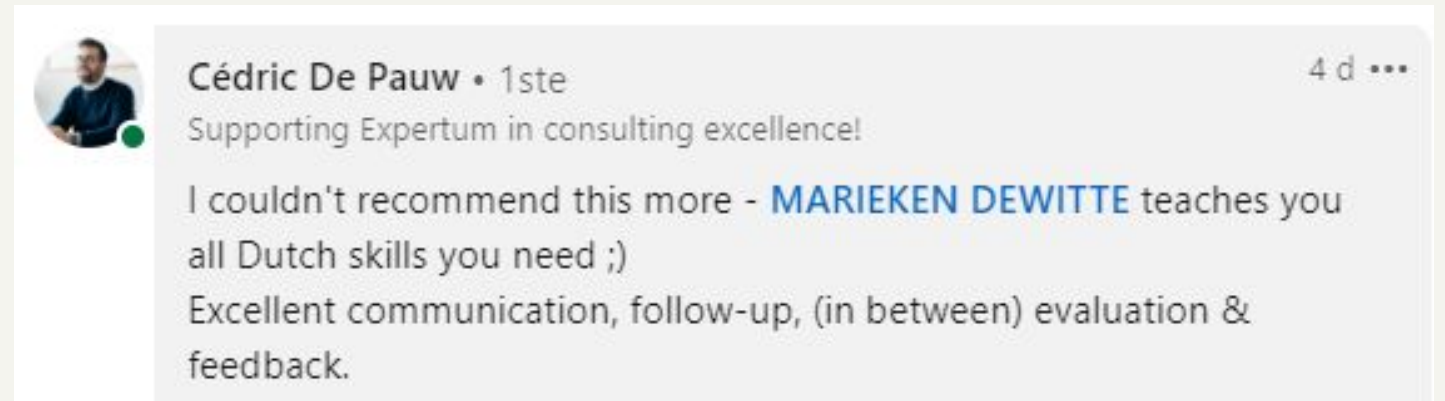 Cédric De Pauw • 1ste
4 d •••
Supporting Expertum in consulting excellence!
I couldn't recommend this more - MARIEKEN DEWITTE teaches you
all Dutch skills you need ;)
Excellent communication, follow-up, (in between) evaluation &
feedback.